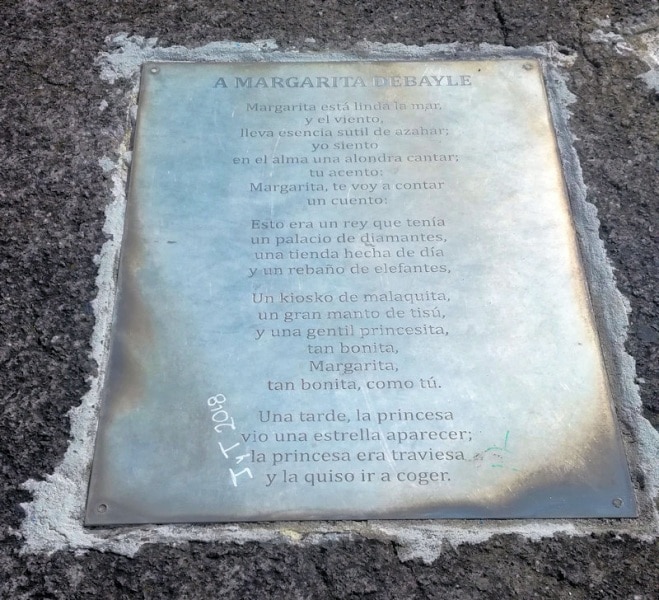 A MARGARITA DEBAYLE
Margarita está linda la mar,
y el viento,
lleva esencia sutil de azahar;
yo siento
en el alma una alondra cantar;
tu acento:
Margarita, te voy a contar
un cuento:
Esto era un rey que tenía
un palacio de diamantes,
una tienda hecha de día
y un rebaño de elefantes,
Un kiosko de malaquita,
un gran manto de tisú,
y una gentil princesita,
tan bonita,
Margarita,
tan bonita, como tú.
Una tarde, la princesa
vio una estrella aparecer;
la princesa era traviesa
y la quiso ir a coger.
J y T 2018